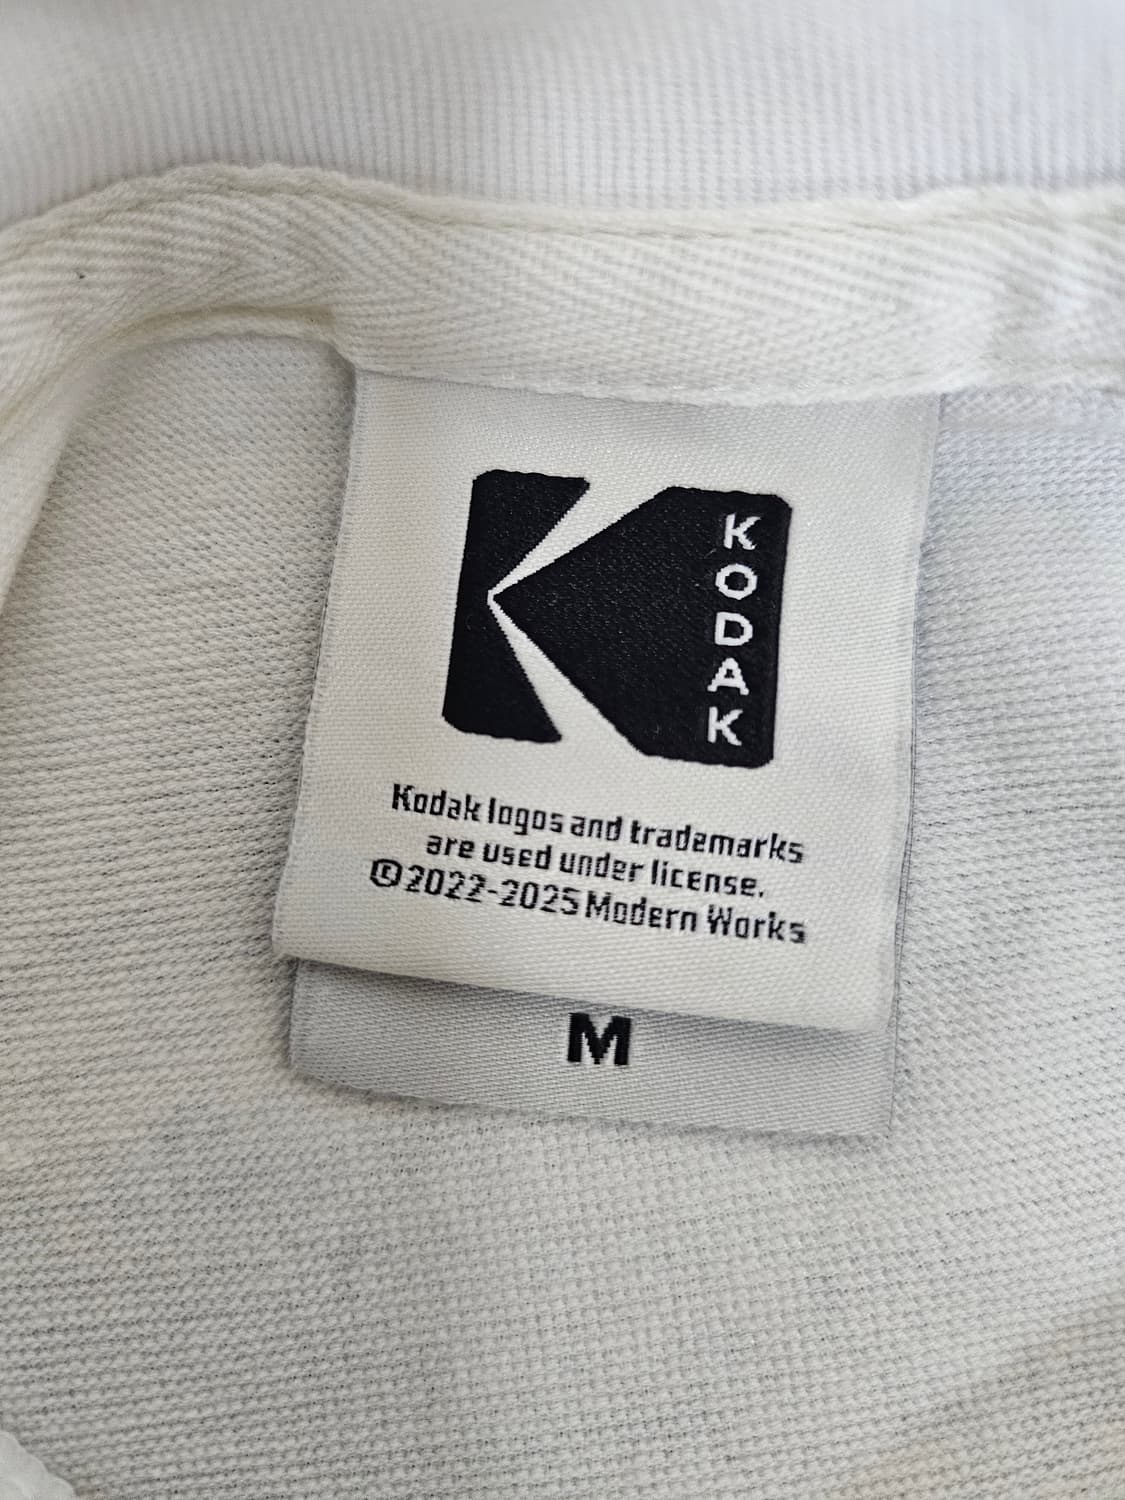 KODAK
Kodak logos and trademarks
are used under license.
©2022-2025 Modern Works
M